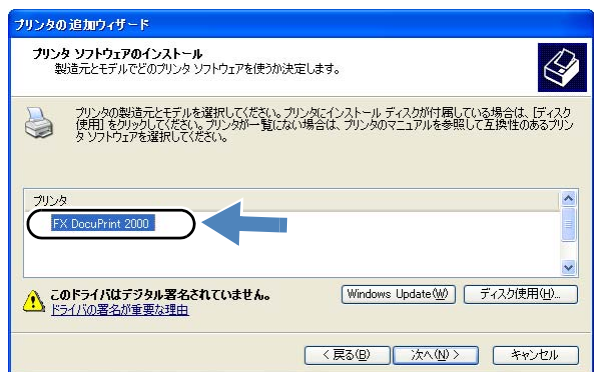 プリンタの追加ウィザード
プリンタ ソフトウェアのインストール
製造元とモデルでどのプリンタ ソフトウェアを使うか決定します。
プリンタの製造元とモデルを選択してください。プリンタにインストール ディスクが付属している場合は、[ディスク
使用] をクリックしてください。プリンタが一覧にない場合は、プリンタのマニュアルを参照して互換性のあるプリン
タ ソフトウェアを選択してください。
プリンタ
FX DocuPrint 2000
このドライバはデジタル署名されていません。
ドライバの署名が重要な理由
Windows Update(W)
ディスク使用(H)...
< 戻る(B)
次へ(N) >
キャンセル